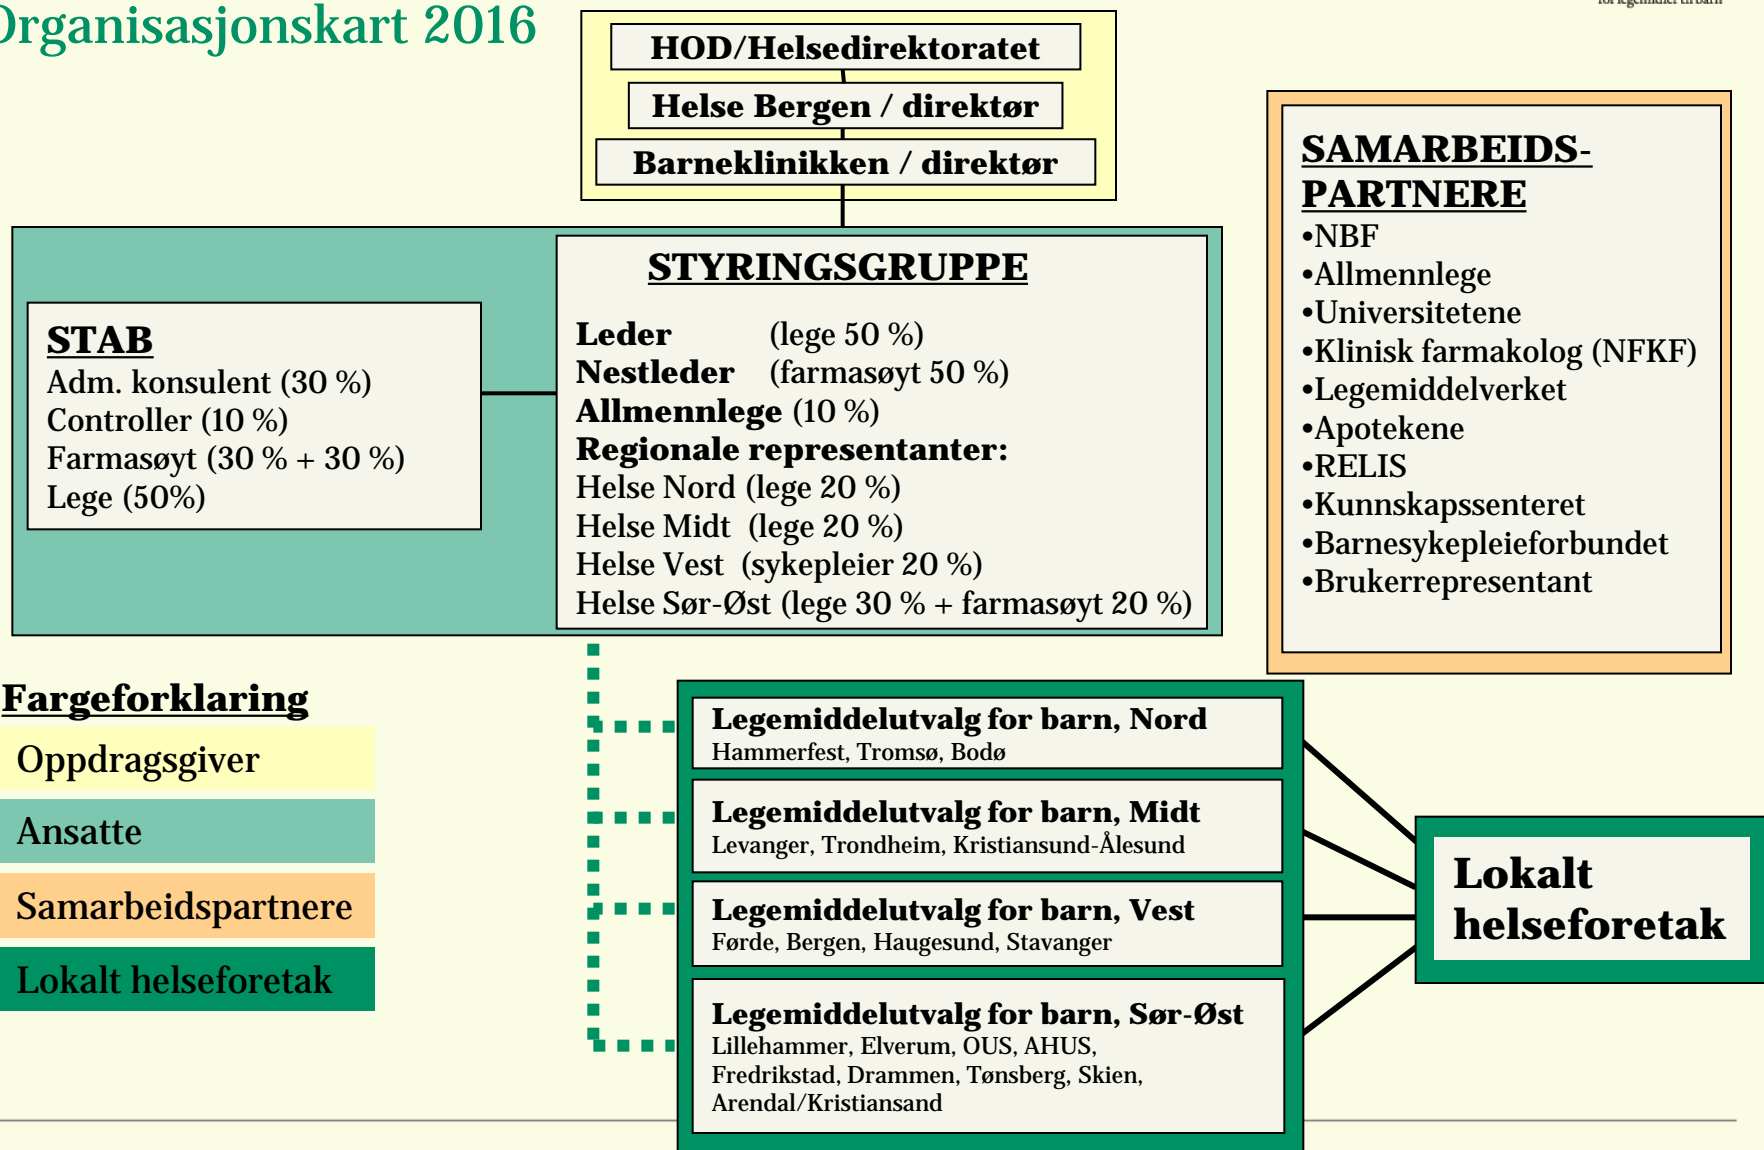 Organisasjonskart 2016
for legemidler til barn
HOD/Helsedirektoratet
Helse Bergen / direktør
Barneklinikken / direktør
STAB
Adm. konsulent (30 %)
Controller (10 %)
Farmasøyt (30 % + 30 %)
Lege (50%)
STYRINGSGRUPPE
Leder (lege 50 %)
Nestleder (farmasøyt 50 %)
Allmennlege (10 %)
Regionale representanter:
Helse Nord (lege 20 %)
Helse Midt (lege 20 %)
Helse Vest (sykepleier 20 %)
Helse Sør-Øst (lege 30 % + farmasøyt 20 %)
SAMARBEIDS-
PARTNERE
•NBF
•Allmennlege
•Universitetene
•Klinisk farmakolog (NFKF)
•Legemiddelverket
•Apotekene
•RELIS
•Kunnskapssenteret
•Barnesykepleieforbundet
•Brukerrepresentant
Fargeforklaring
Oppdragsgiver
Ansatte
Samarbeidspartnere
Lokalt helseforetak
Legemiddelutvalg for barn, Nord
Hammerfest, Tromsø, Bodø
Legemiddelutvalg for barn, Midt
Levanger, Trondheim, Kristiansund-Ålesund
Legemiddelutvalg for barn, Vest
Førde, Bergen, Haugesund, Stavanger
Legemiddelutvalg for barn, Sør-Øst
Lillehammer, Elverum, OUS, AHUS,
Fredrikstad, Drammen, Tønsberg, Skien,
Arendal/Kristiansand
Lokalt
helseforetak